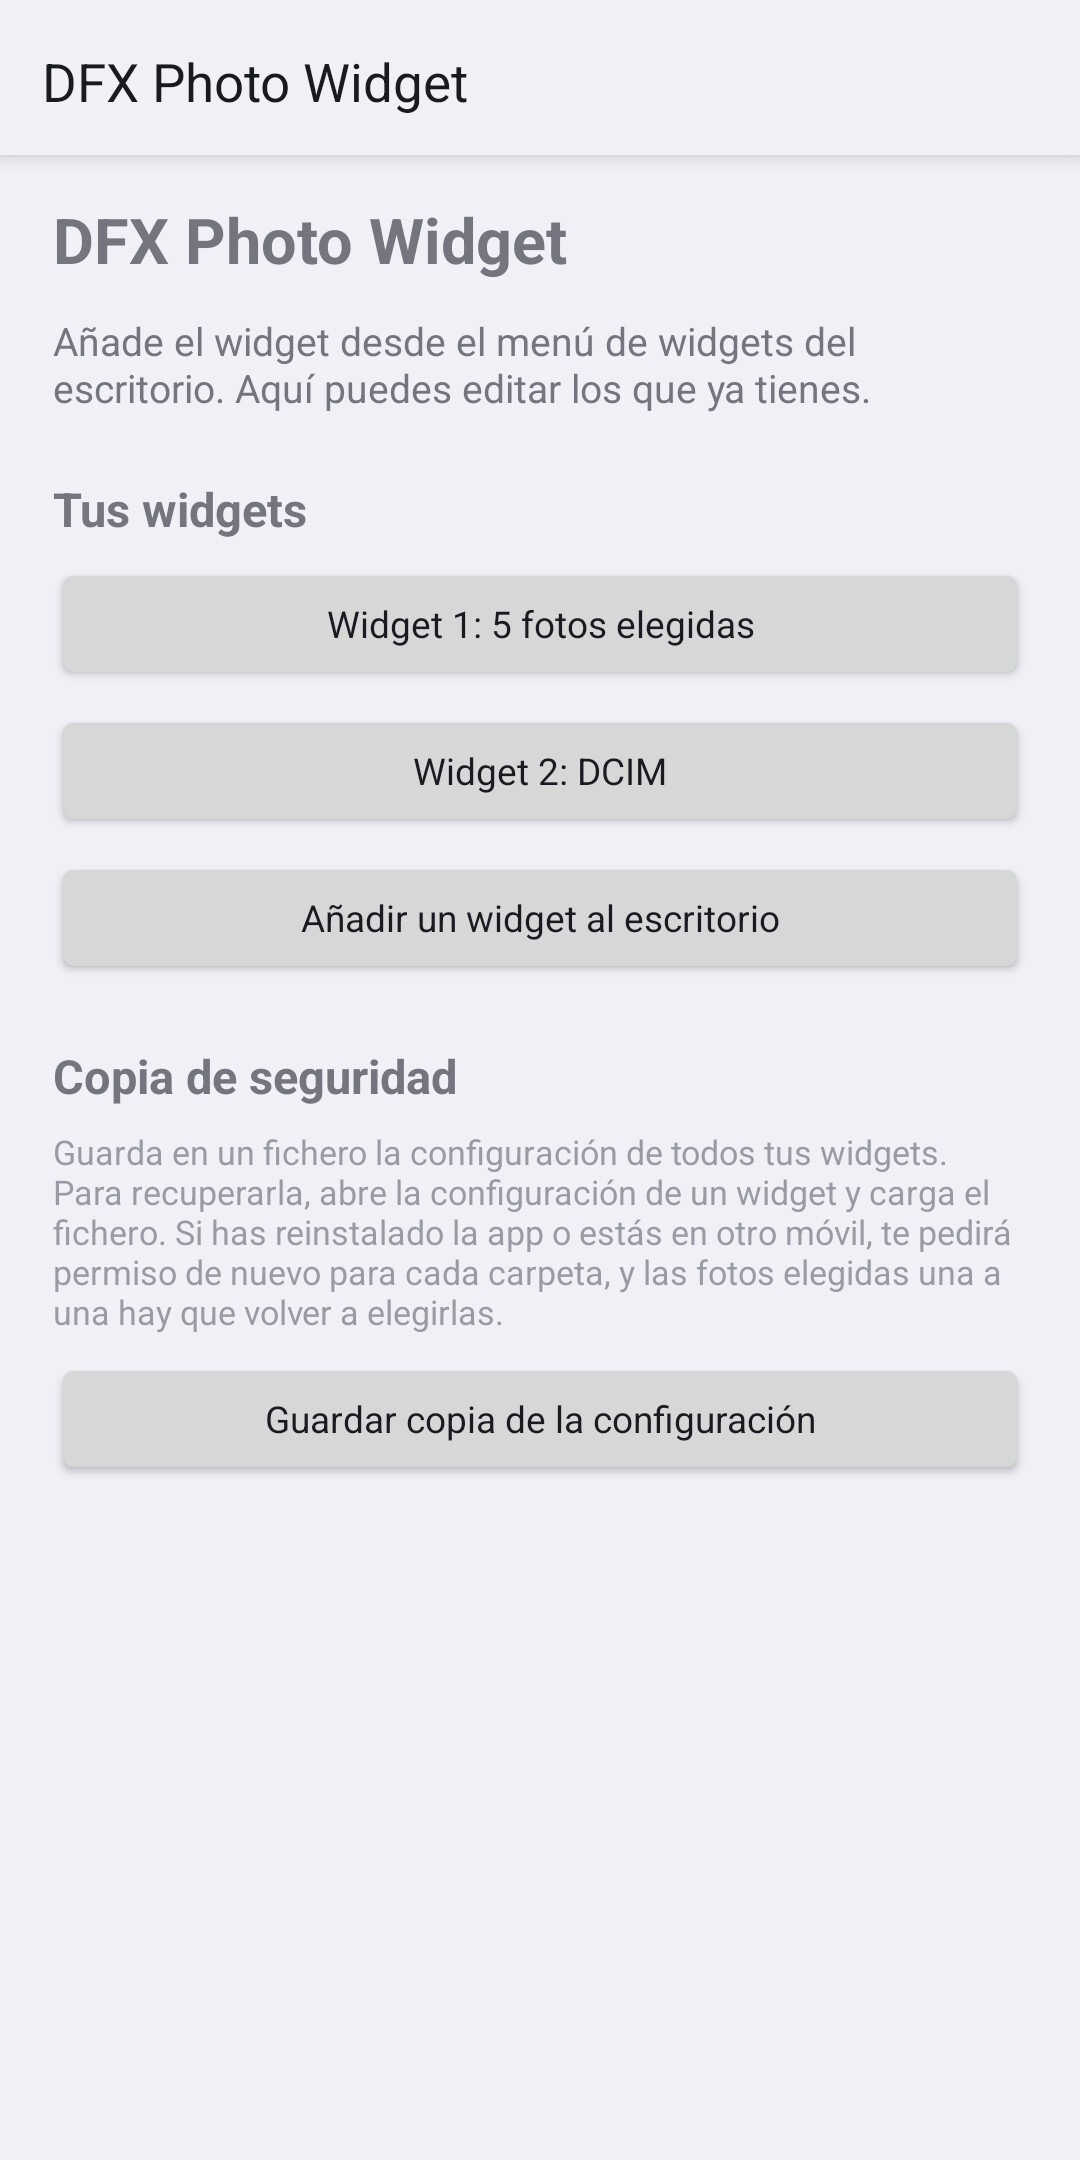 DFX Photo Widget
DFX Photo Widget
Añade el widget desde el menú de widgets del
escritorio. Aquí puedes editar los que ya tienes.
Tus widgets
Widget 1: 5 fotos elegidas
Widget 2: DCIM
Añadir un widget al escritorio
Copia de seguridad
Guarda en un fichero la configuración de todos tus widgets.
Para recuperarla, abre la configuración de un widget y carga el
fichero. Si has reinstalado la app o estás en otro móvil, te pedirá
permiso de nuevo para cada carpeta, y las fotos elegidas una a
una hay que volver a elegirlas.
Guardar copia de la configuración